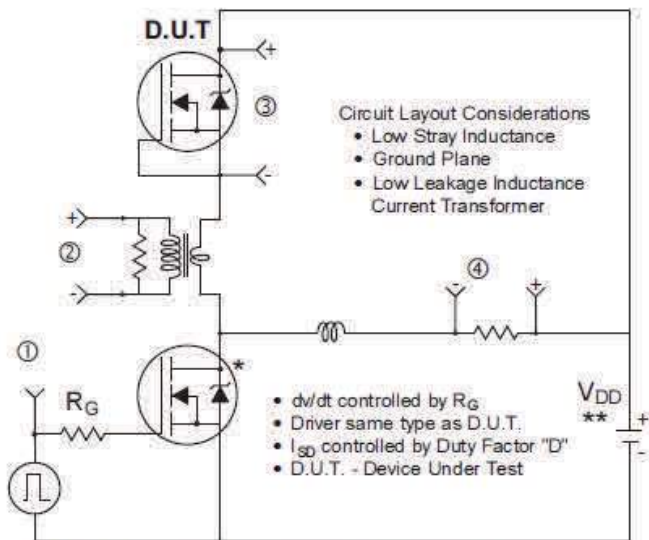 D.U.T
+
③
-
Circuit Layout Considerations
• Low Stray Inductance
• Ground Plane
• Low Leakage Inductance
Current Transformer
+
②
-
④
-
+
①
R_G
*
• dv/dt controlled by R_G
• Driver same type as D.U.T.
• I_SD controlled by Duty Factor "D"
• D.U.T. - Device Under Test
V_DD
**
+
-